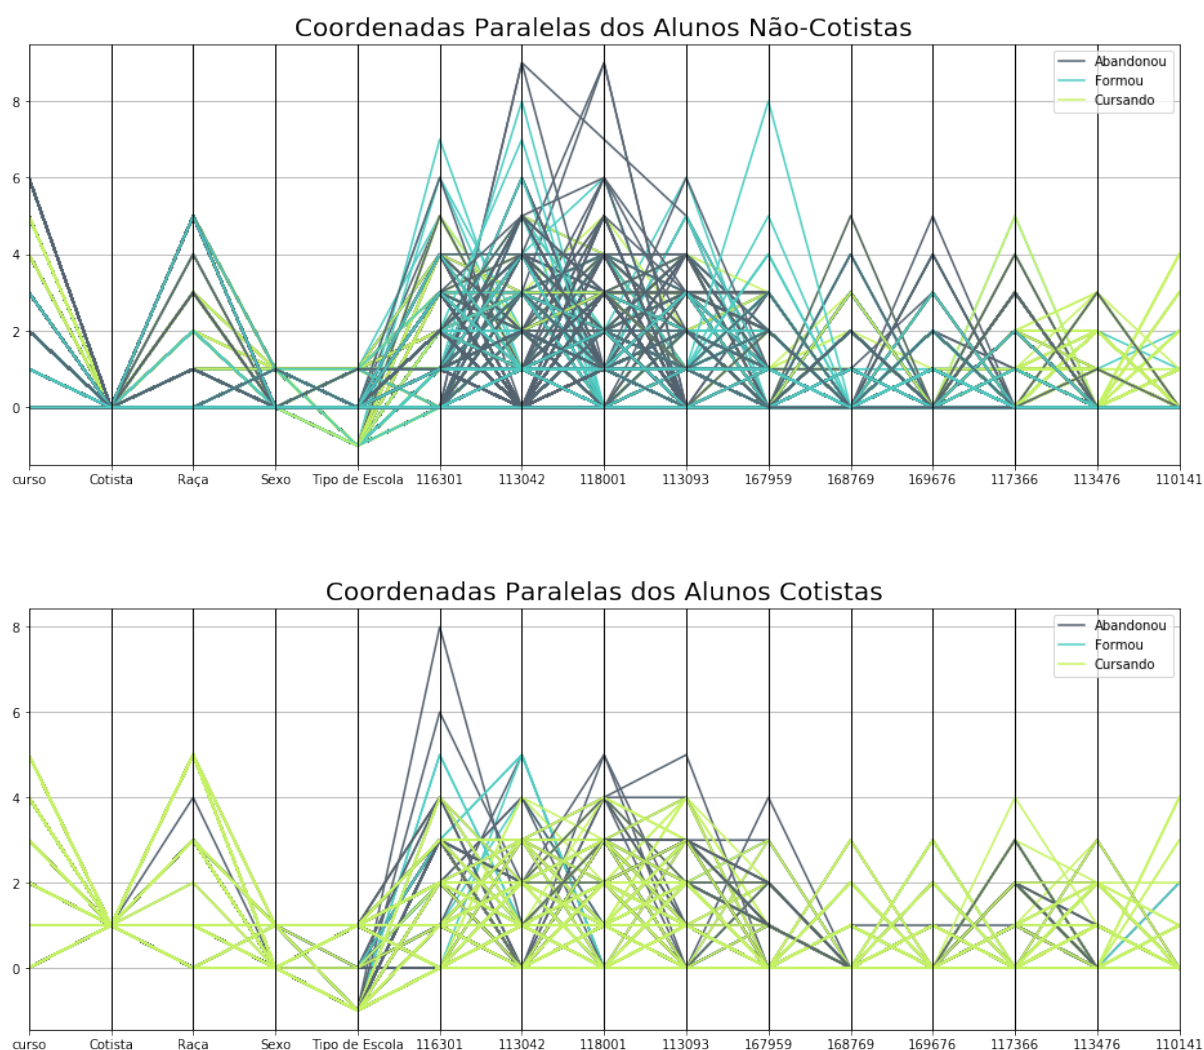 Coordenadas Paralelas dos Alunos Não-Cotistas
Abandonou
Formou
Cursando
8
6
4
2
0
curso Cotista Raça Sexo Tipo de Escola 116301 113042 118001 113093 167959 168769 169676 117366 113476 110141
Coordenadas Paralelas dos Alunos Cotistas
Abandonou
Formou
Cursando
8
6
4
2
0
curso Cotista Raça Sexo Tipo de Escola 116301 113042 118001 113093 167959 168769 169676 117366 113476 110141